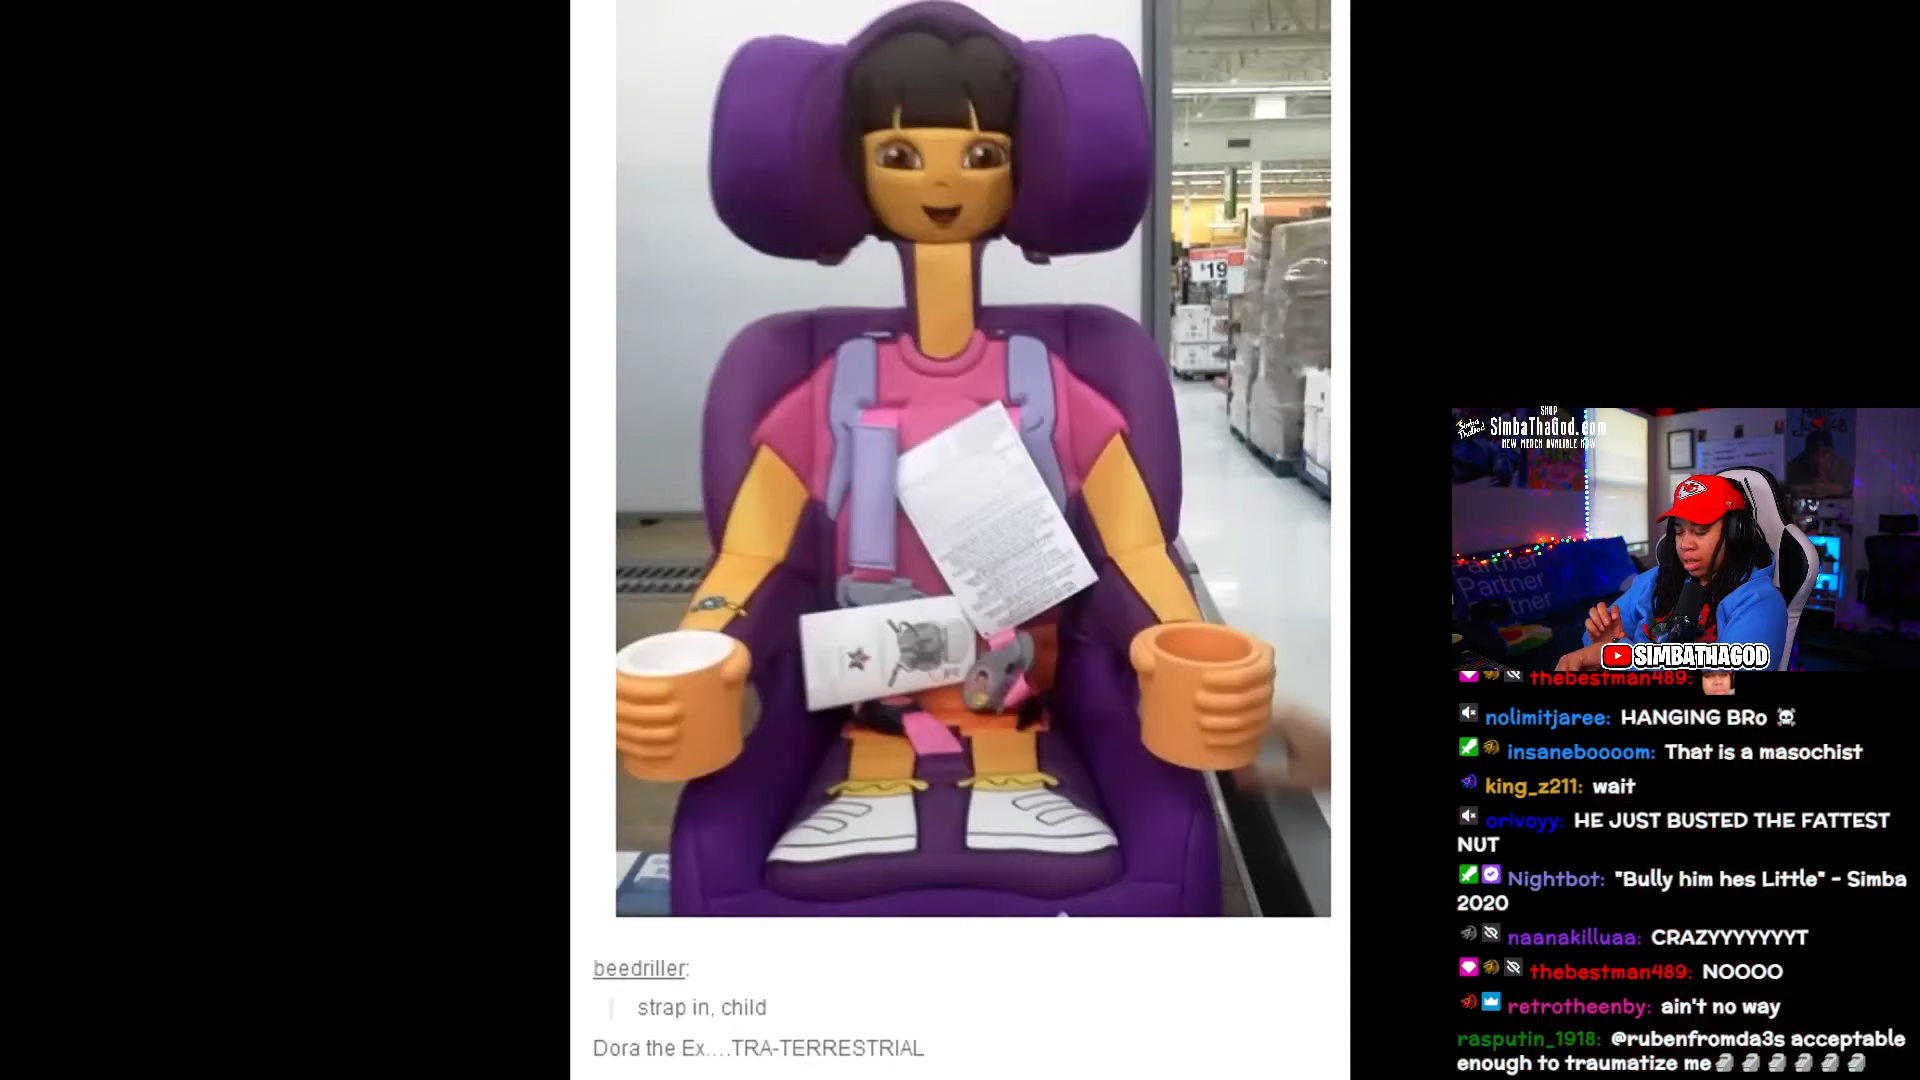 $19
beedriller:
strap in, child
Dora the Ex....TRA-TERRESTRIAL
SHOP
SimbaThaGod.com
NEW MERCH AVALIBLE NOW
Partner
Partner
SIMBATHAGOD
thebestman489:
nolimitjaree: HANGING BRo
insaneboooom: That is a masochist
king_z211: wait
orivoyy: HE JUST BUSTED THE FATTEST
NUT
Nightbot: "Bully him hes Little" - Simba
2020
naanakilluaa: CRAZYYYYYYYT
thebestman489: NOOOO
retrotheenby: ain't no way
rasputin_1918: @rubenfromda3s acceptable
enough to traumatize me